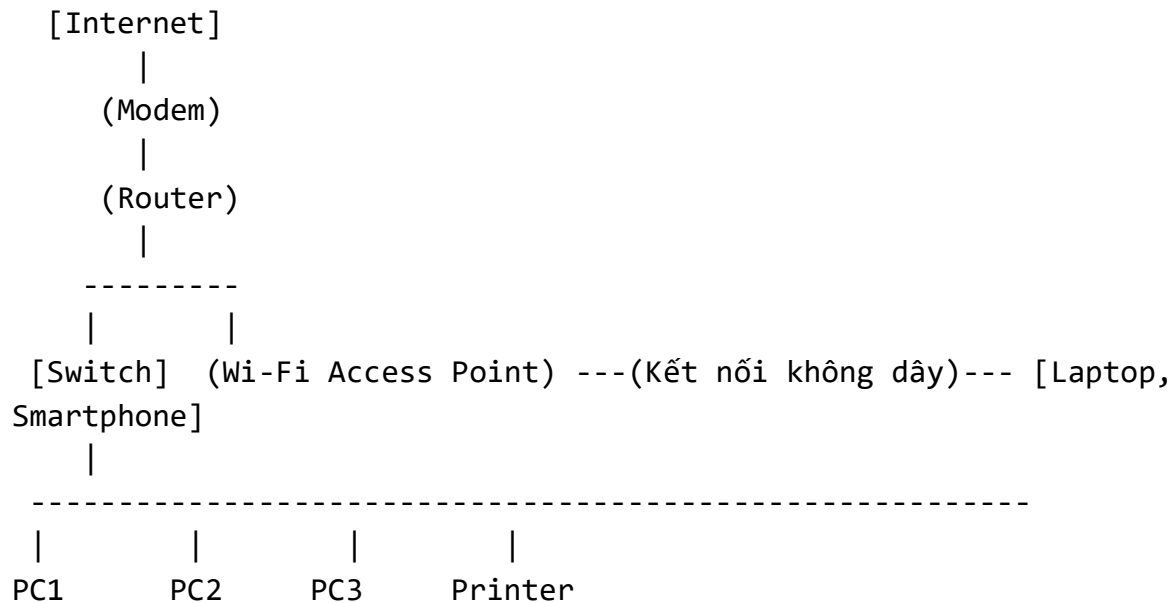 [Internet]
|
(Modem)
|
(Router)
|
---------
| |
[Switch] (Wi-Fi Access Point) ---(Kết nối không dây)--- [Laptop,
Smartphone]
|
---------------------------------------------------------
| | | |
PC1 PC2 PC3 Printer